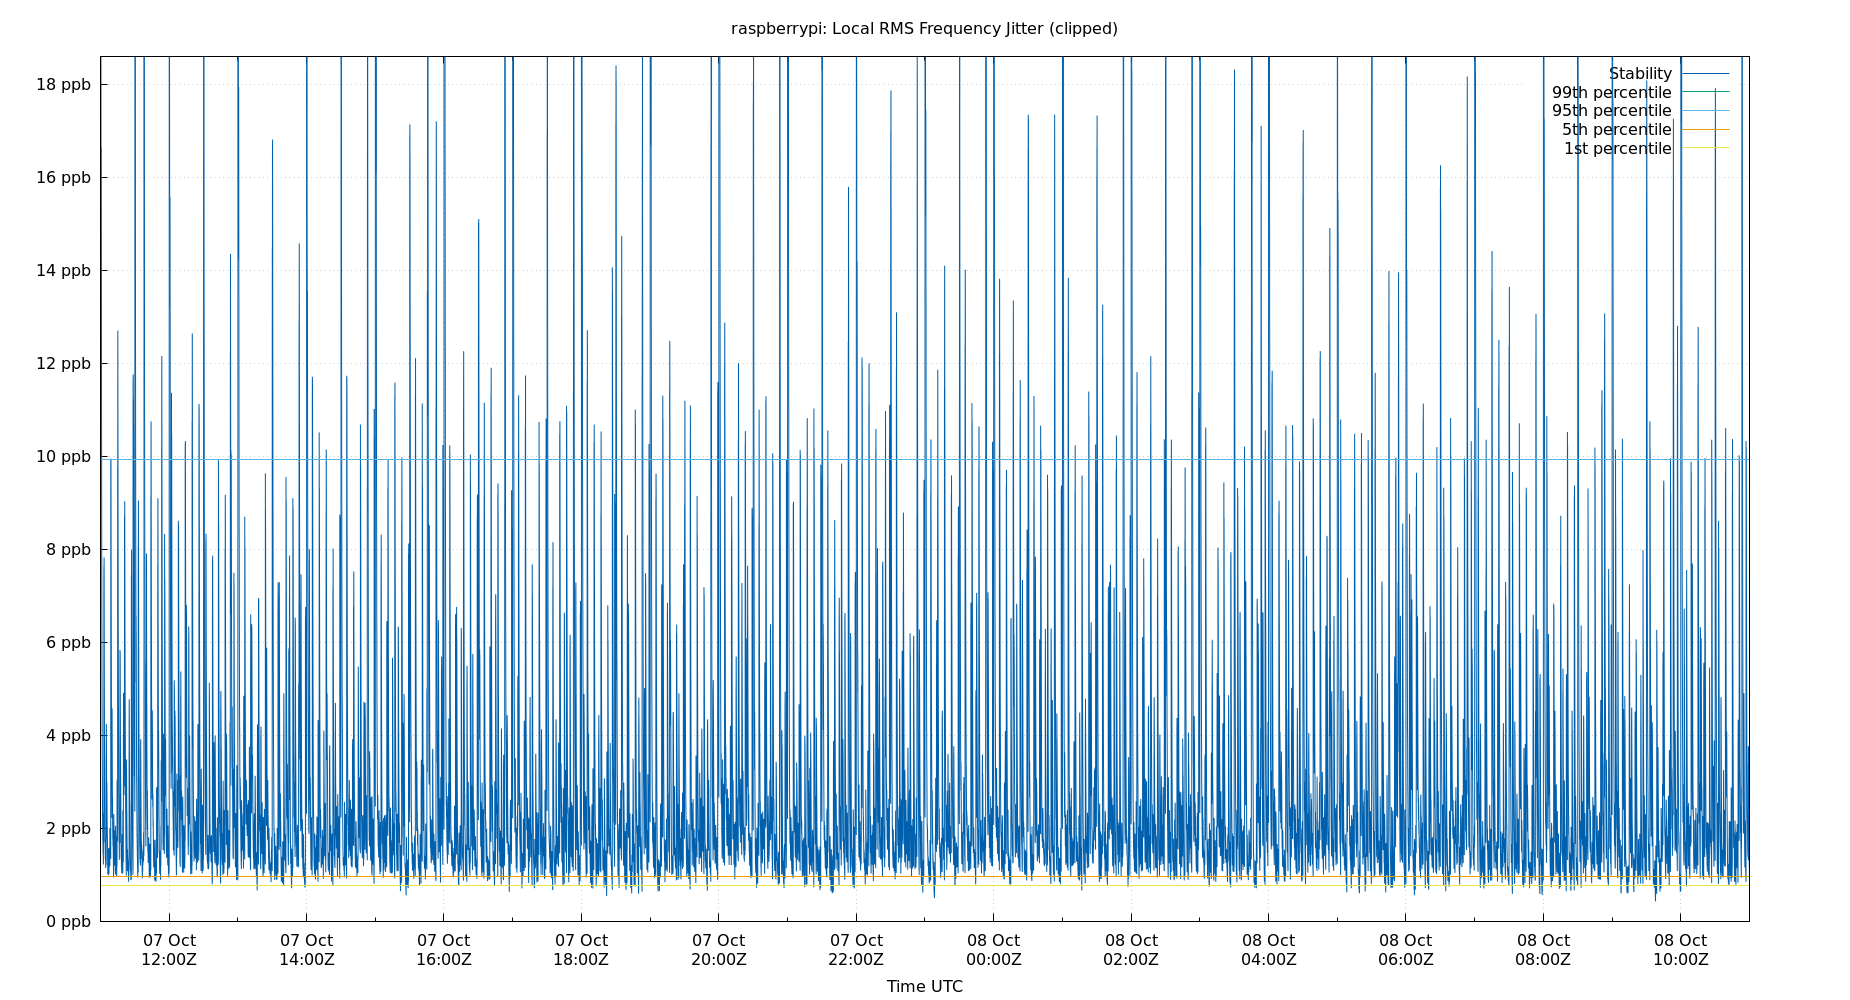 raspberrypi: Local RMS Frequency Jitter (clipped)
18 ppb
16 ppb
14 ppb
12 ppb
10 ppb
8 ppb
6 ppb
4 ppb
2 ppb
0 ppb
Stability
99th percentile
95th percentile
5th percentile
1st percentile
07 Oct 07 Oct 07 Oct 07 Oct 07 Oct 07 Oct 08 Oct 08 Oct 08 Oct 08 Oct 08 Oct 08 Oct
12:00Z 14:00Z 16:00Z 18:00Z 20:00Z 22:00Z 00:00Z 02:00Z 04:00Z 06:00Z 08:00Z 10:00Z
Time UTC